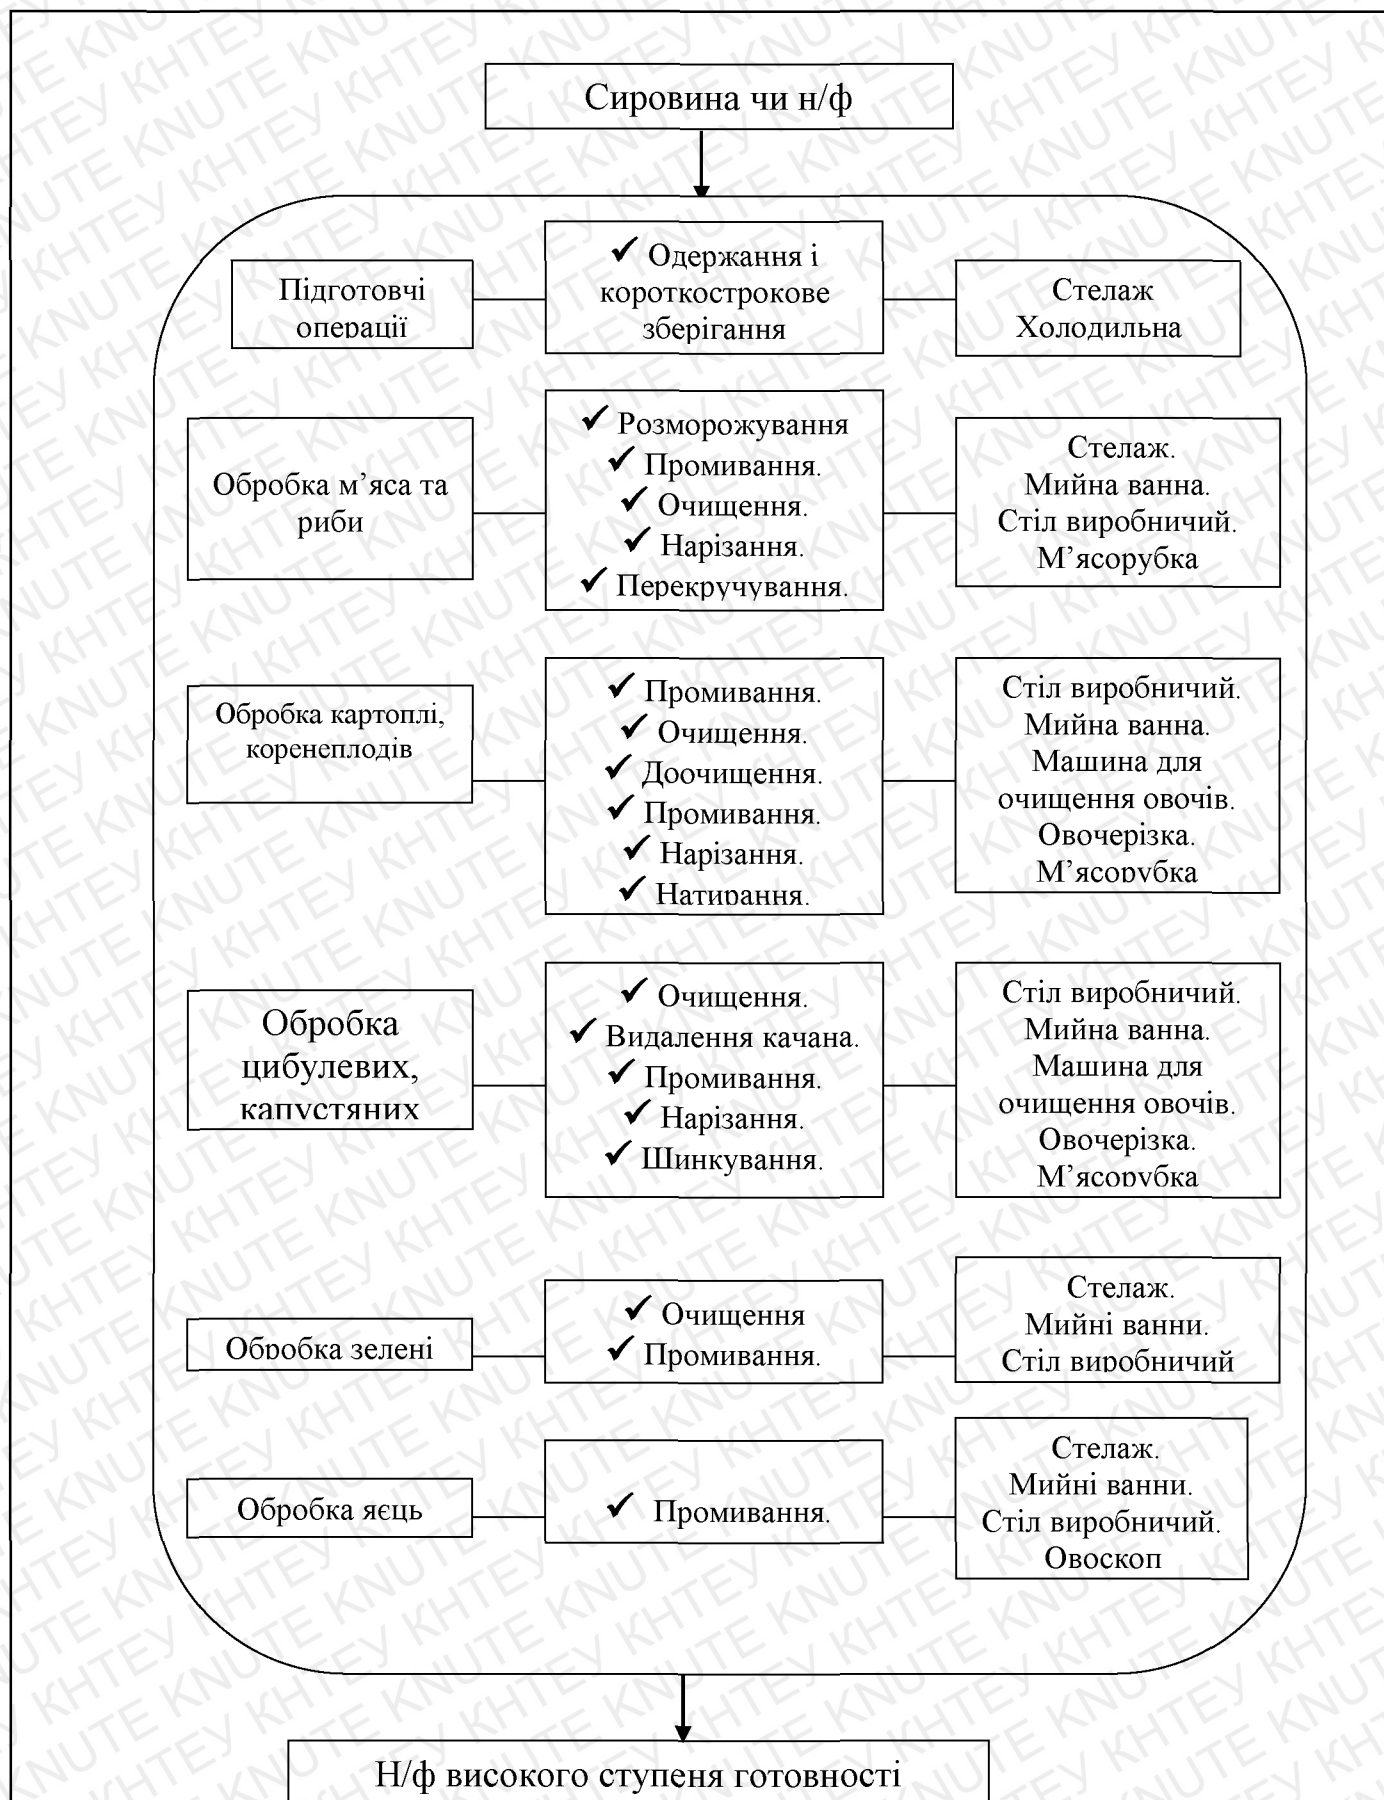 Сировина чи н/ф
Підготовчі
операції
✓ Одержання і
короткострокове
зберігання
Стелаж
Холодильна
Обробка м’яса та
риби
✓ Розморожування
✓ Промивання.
✓ Очищення.
✓ Нарізання.
✓ Перекручування.
Стелаж.
Мийна ванна.
Стіл виробничий.
М’ясорубка
Обробка картоплі,
коренеплодів
✓ Промивання.
✓ Очищення.
✓ Доочищення.
✓ Промивання.
✓ Нарізання.
✓ Натирання.
Стіл виробничий.
Мийна ванна.
Машина для
очищення овочів.
Овочерізка.
М’ясорубка
Обробка
цибулевих,
капустяних
✓ Очищення.
✓ Видалення качана.
✓ Промивання.
✓ Нарізання.
✓ Шинкування.
Стіл виробничий.
Мийна ванна.
Машина для
очищення овочів.
Овочерізка.
М’ясорубка
Обробка зелені
✓ Очищення
✓ Промивання.
Стелаж.
Мийні ванни.
Стіл виробничий
Обробка яєць
✓ Промивання.
Стелаж.
Мийні ванни.
Стіл виробничий.
Овоскоп
Н/ф високого ступеня готовності